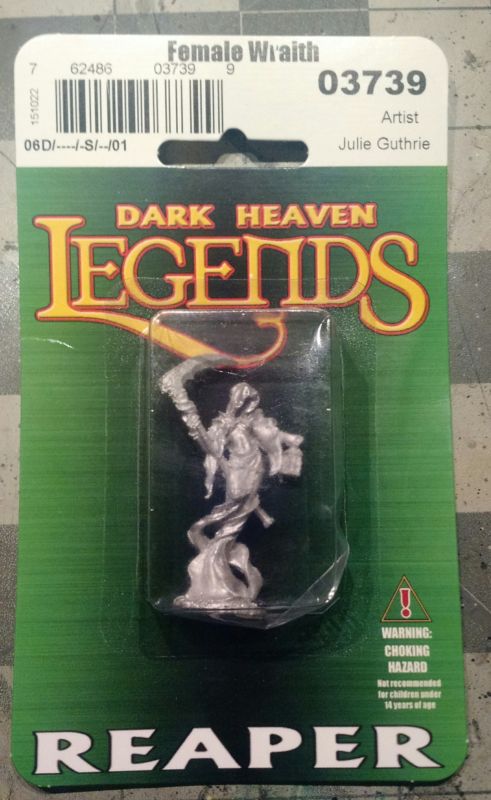 Female Wraith
7 62486 03739 9
151022
03739
Artist
06D/----/-S/--/01
Julie Guthrie
DARK HEAVEN
LEGENDS
!
WARNING:
CHOKING
HAZARD
Not recommended
for children under
14 years of age
REAPER